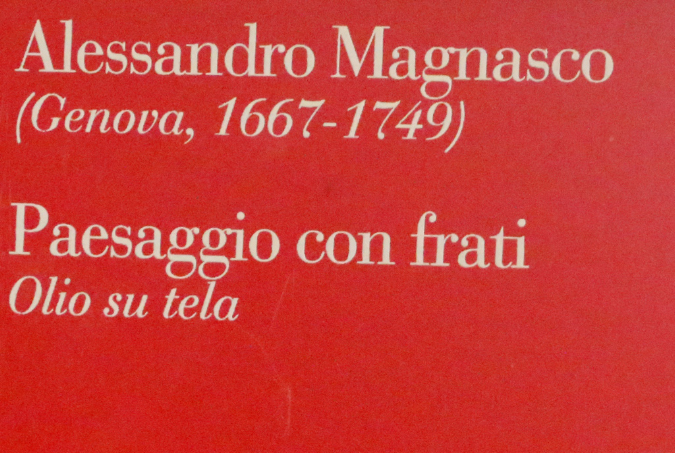 Alessandro Magnasco
(Genova, 1667-1749)
Paesaggio con frati
Olio su tela